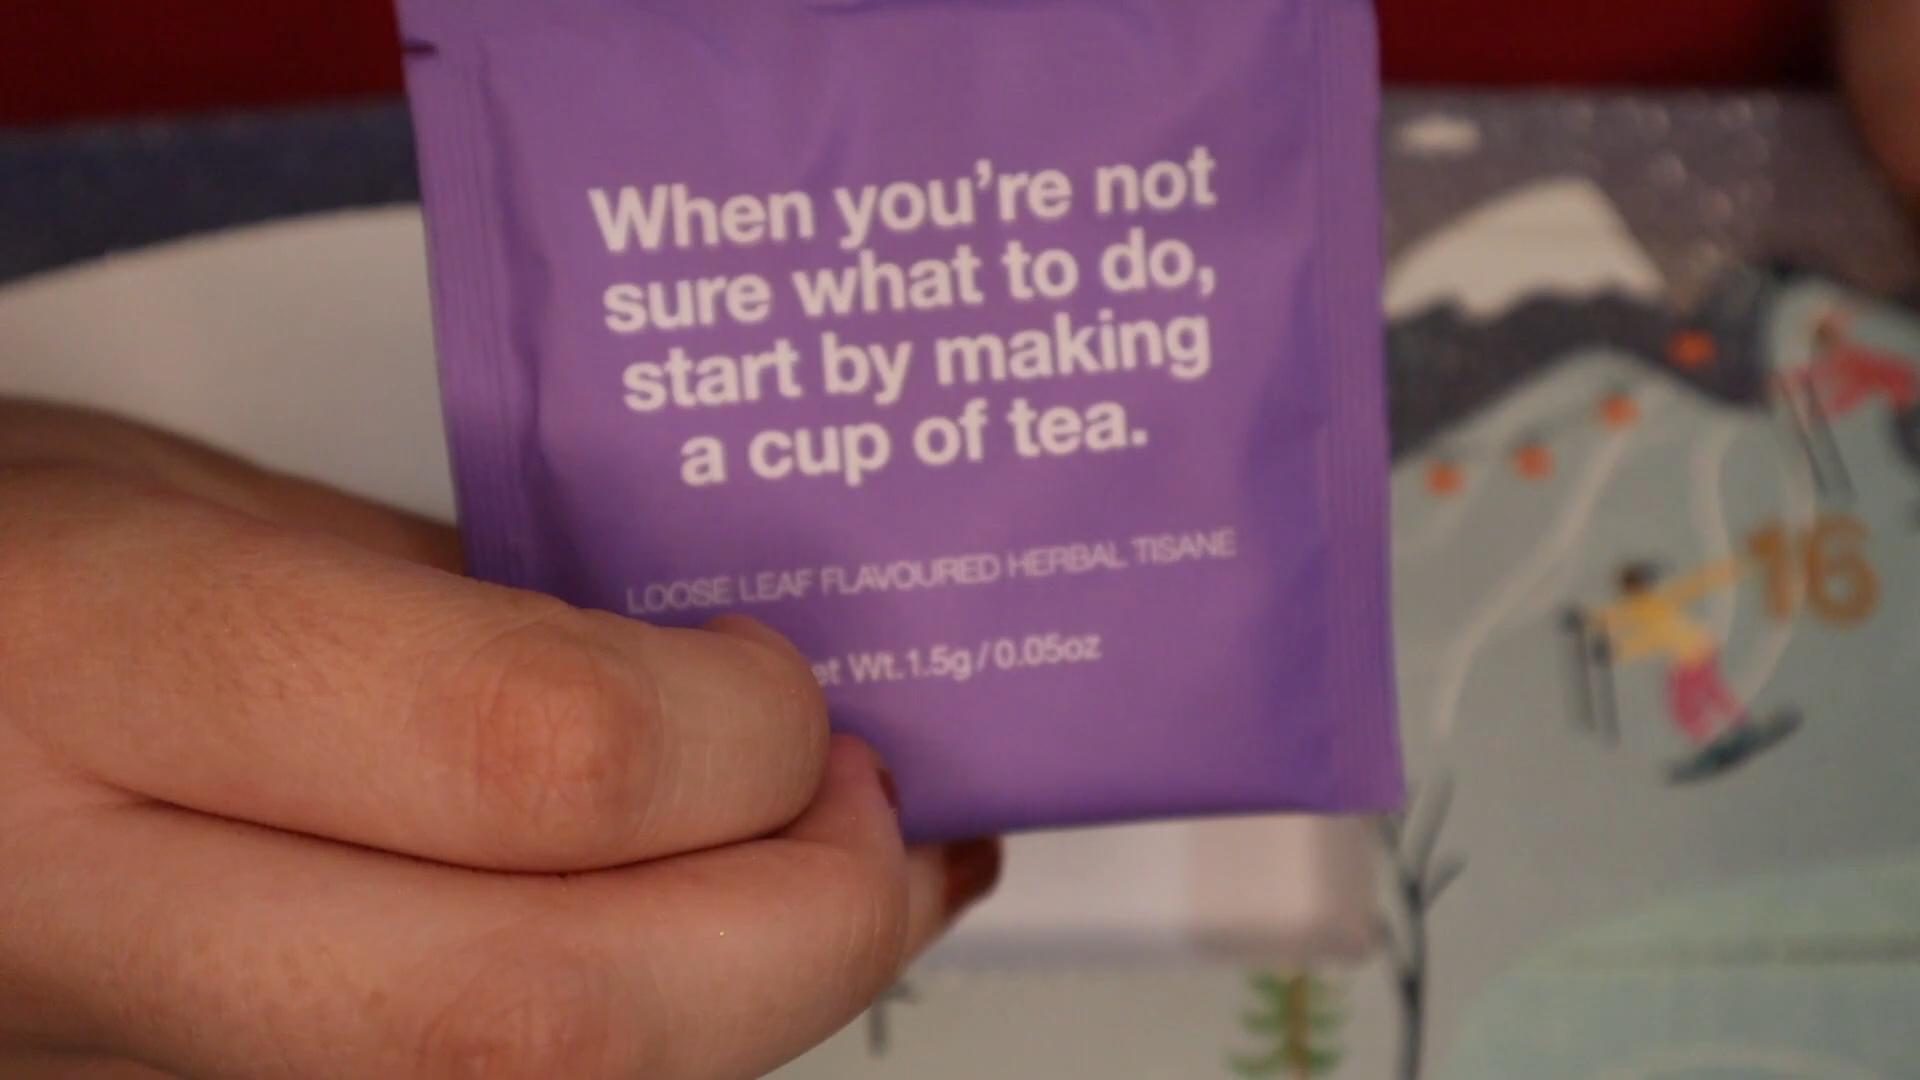 When you're not
sure what to do,
start by making
a cup of tea.
LOOSE LEAF FLAVOURED HERBAL TISANE
Wt.1.5g/0.05oz
16